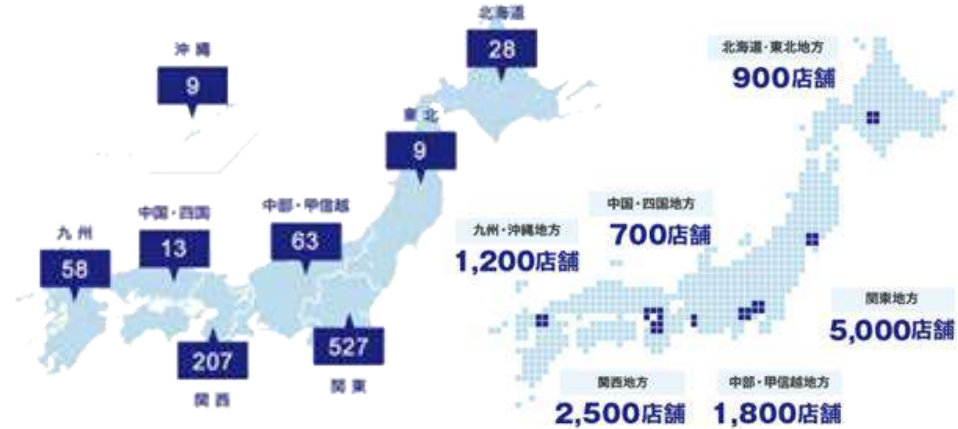 北海道
28
沖縄
9
東北
9
中部・甲信越
63
中国・四国
13
九州
58
207
関西
527
関東
北海道・東北地方
900店舗
中国・四国地方
700店舗
九州・沖縄地方
1,200店舗
関東地方
5,000店舗
関西地方
2,500店舗
中部・甲信越地方
1,800店舗